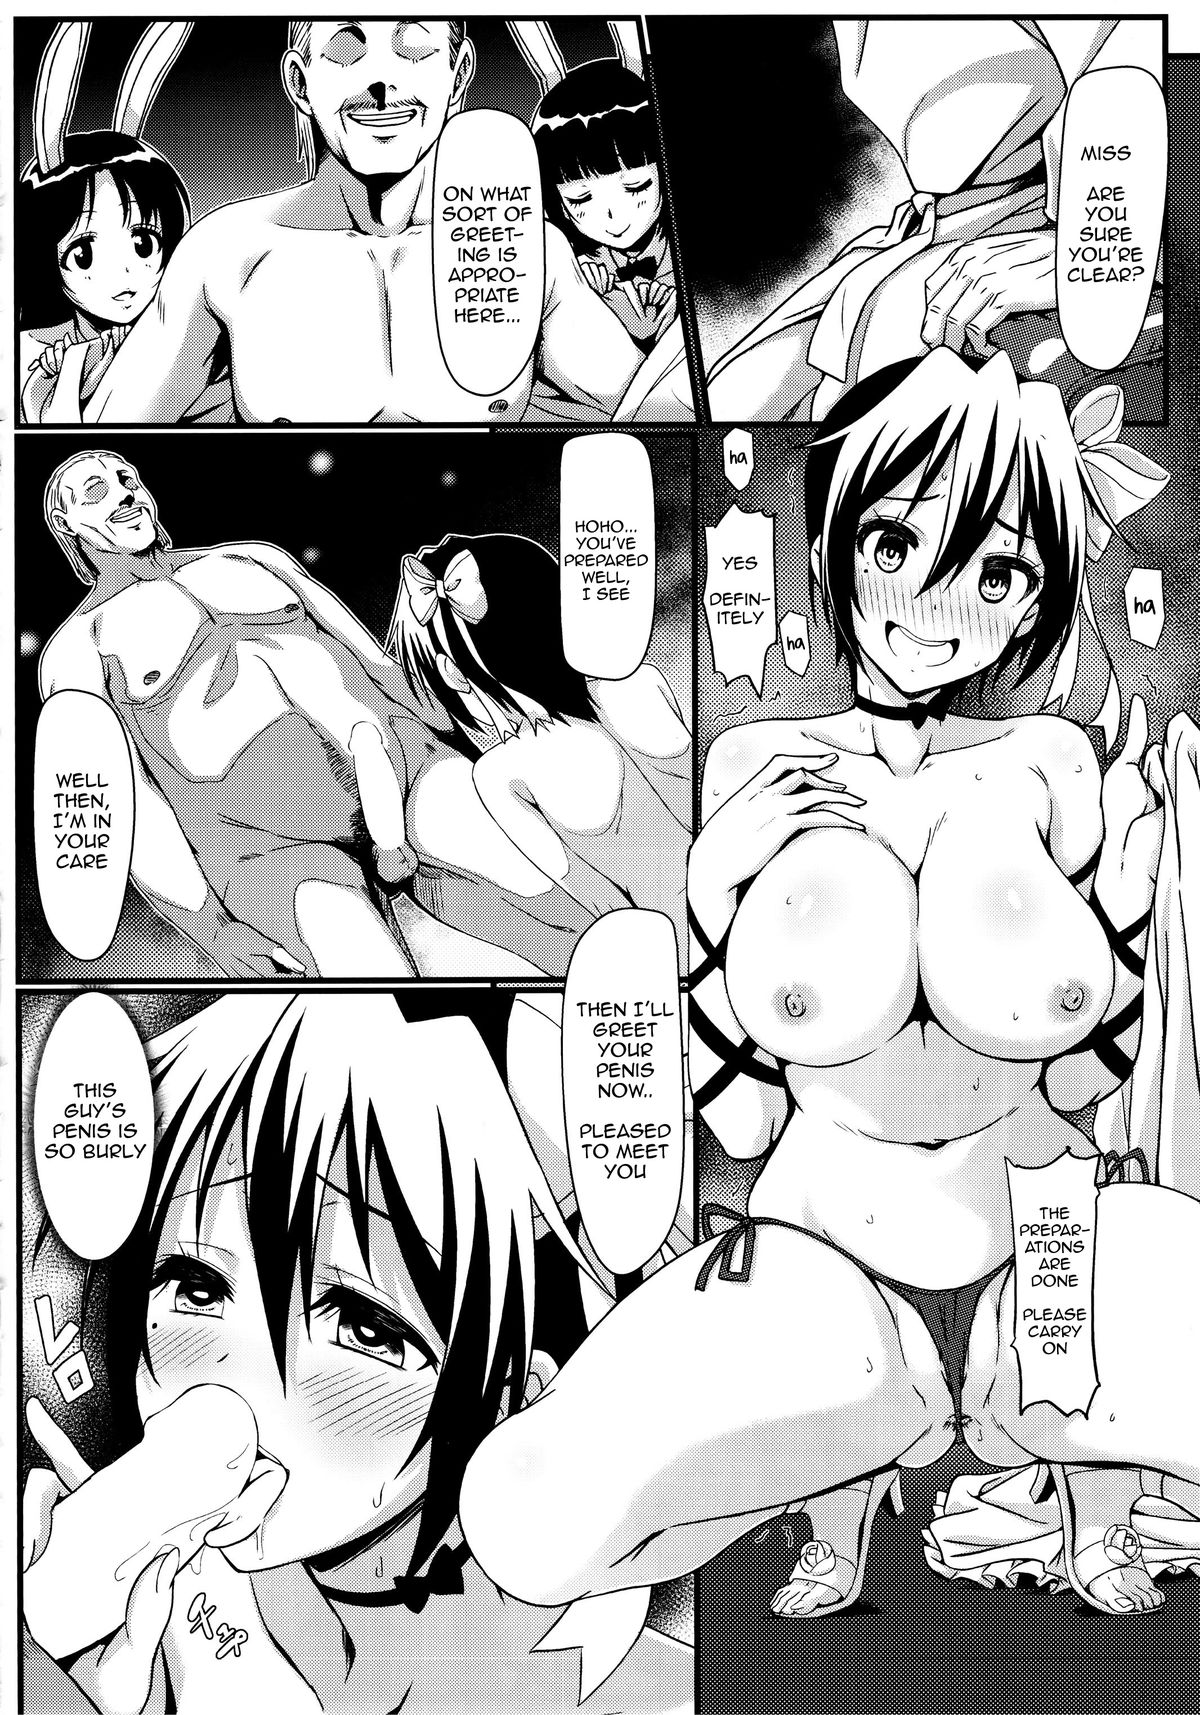 MISS
ARE
YOU
SURE
YOU'RE
CLEAR?
ON WHAT
SORT OF
GREET-
ING IS
APPRO-
PRIATE
HERE...
ha
YES
DEFIN-
ITELY
ha
ha
THE
PREPAR-
ATIONS
ARE
DONE
PLEASE
CARRY
ON
HOHO...
YOU'VE
PREPARED
WELL,
I SEE
WELL
THEN,
I'M IN
YOUR
CARE
THEN I'LL
GREET
YOUR
PENIS
NOW..
PLEASED
TO MEET
YOU
THIS
GUY'S
PENIS IS
SO BURLY